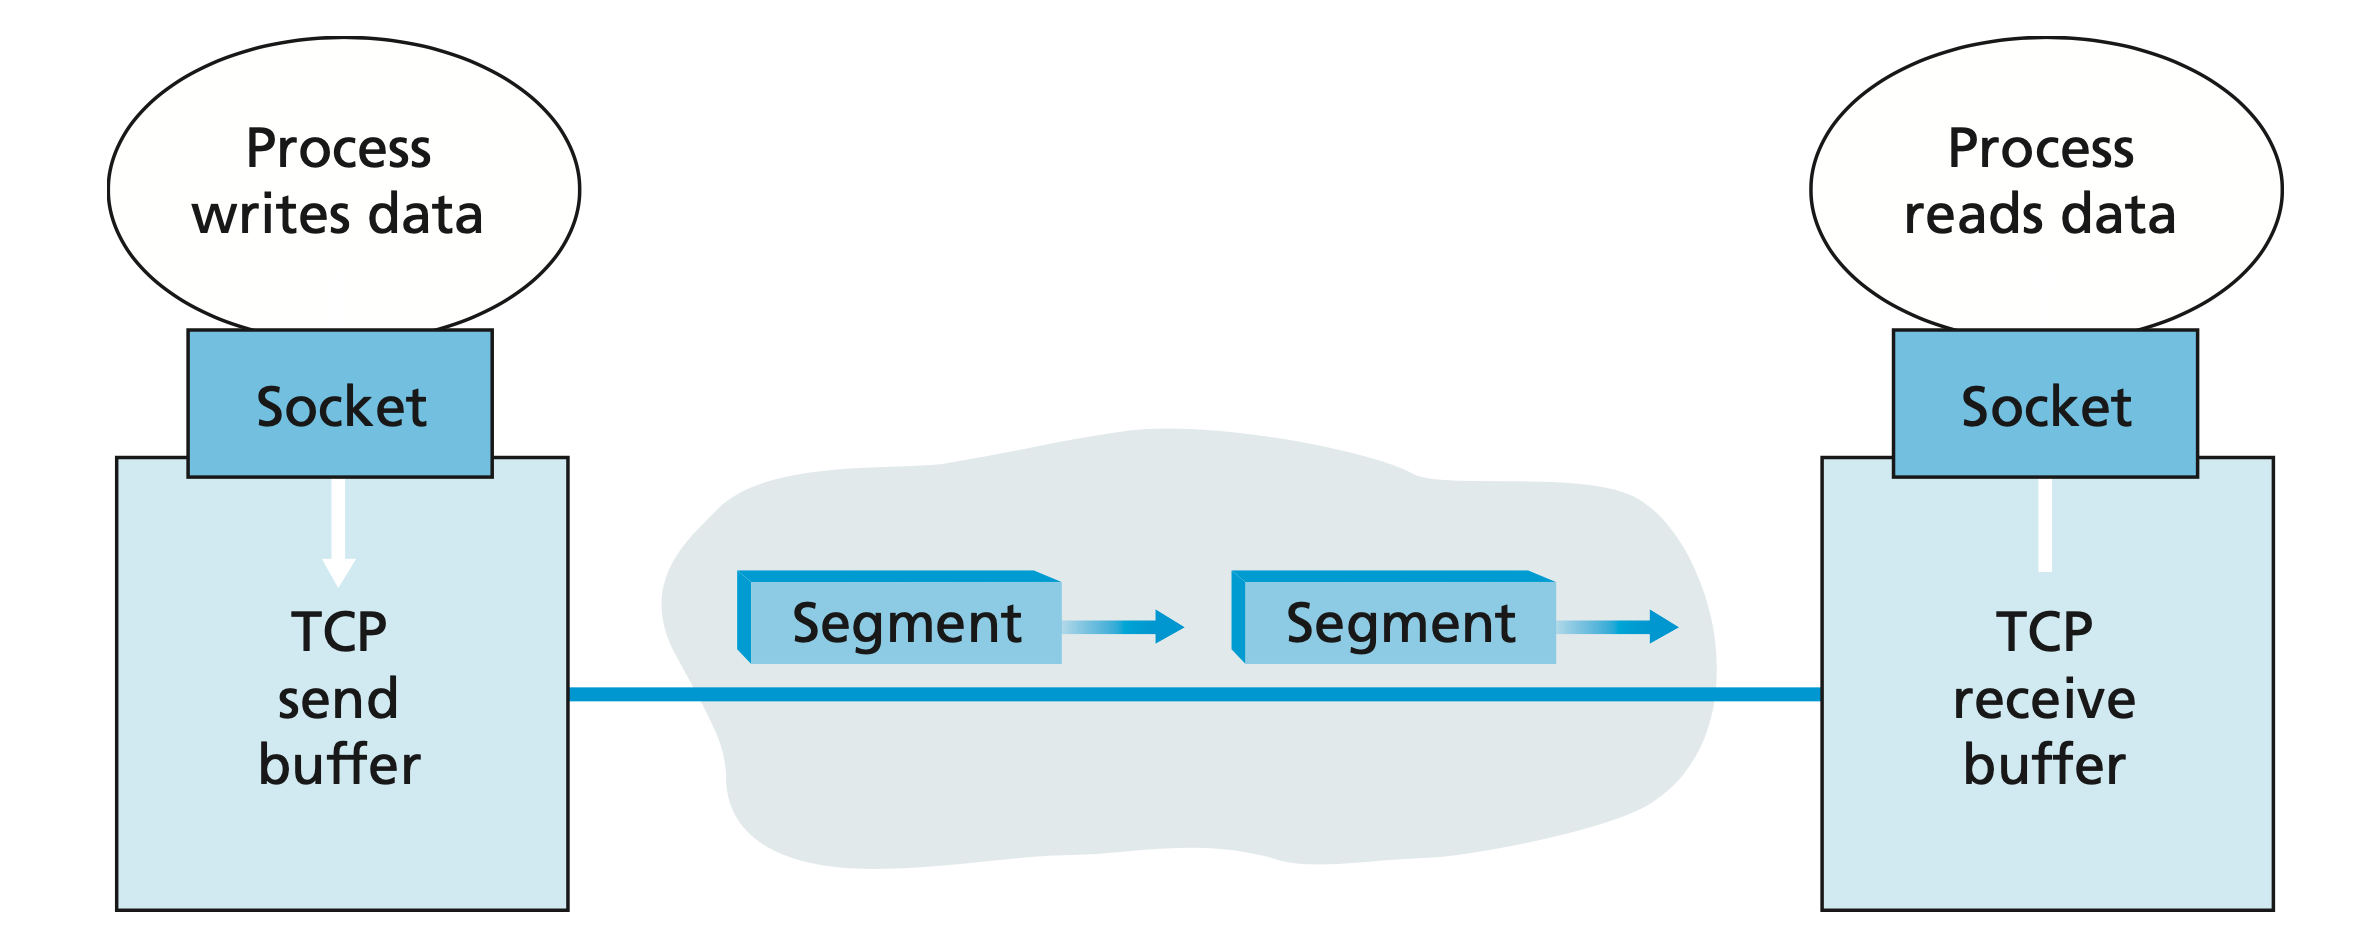 Process
writes data
Socket
TCP
send
buffer
Segment
Segment
Process
reads data
Socket
TCP
receive
buffer